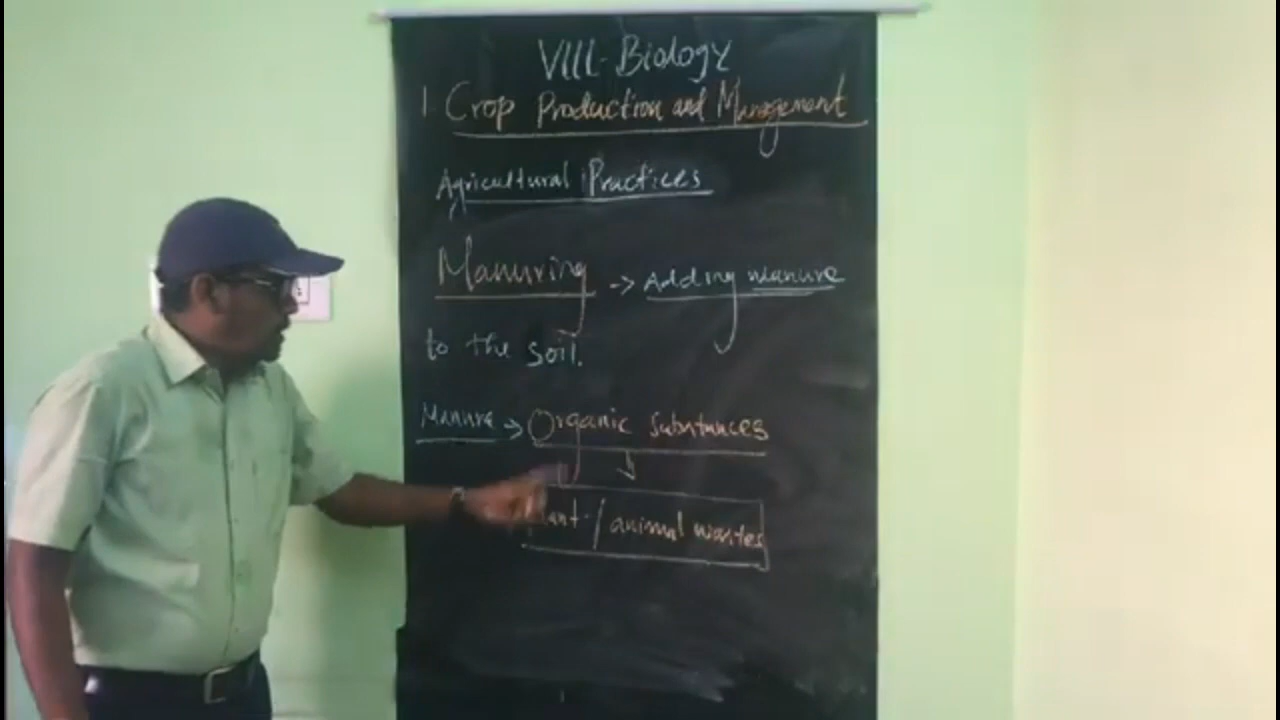 VIII-Biology
1. Crop Production and Management
Agricultural Practices
Manuring -> Adding manure
to the soil.
Manure -> Organic substances
Plant / animal wastes